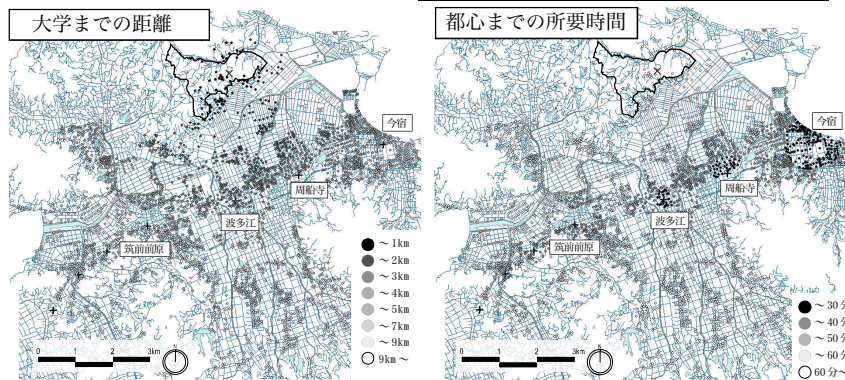 大学までの距離
今宿
周船寺
波多江
筑前前原
～1km
～2km
～3km
～4km
～5km
～7km
～9km
9km～
0 1 2 3km
N
都心までの所要時間
今宿
周船寺
波多江
筑前前原
～30分
～40分
～50分
～60分
60分～
0 1 2 3km
N